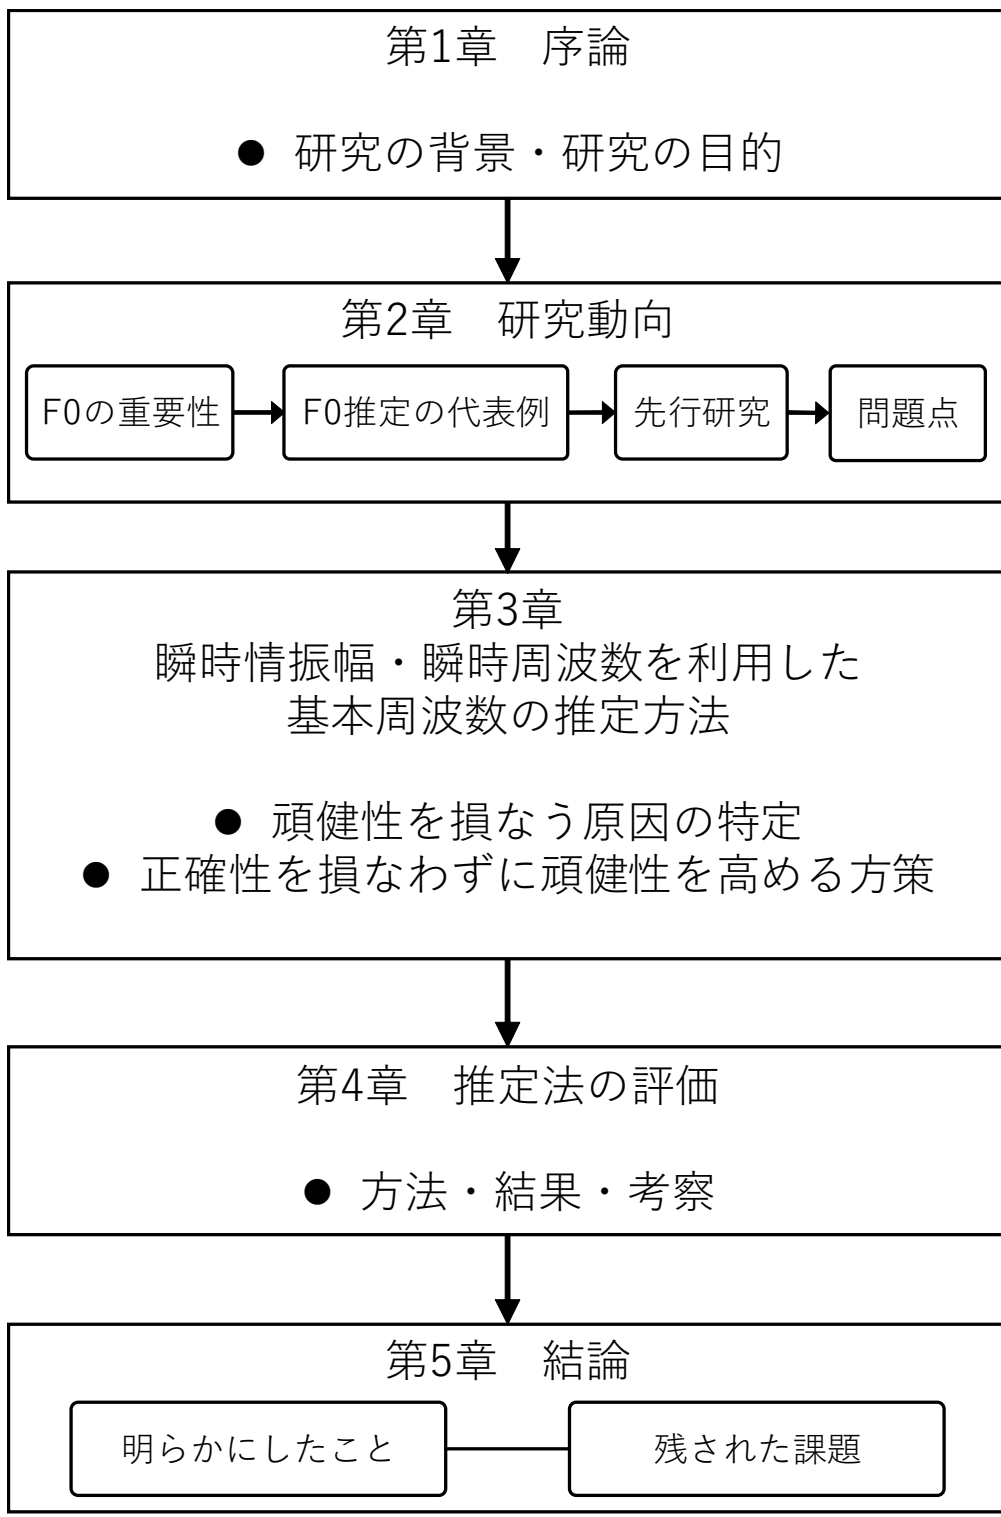 第1章　序論
● 研究の背景・研究の目的
第2章　研究動向
F0の重要性
F0推定の代表例
先行研究
問題点
第3章
瞬時情振幅・瞬時周波数を利用した
基本周波数の推定方法
● 頑健性を損なう原因の特定
● 正確性を損なわずに頑健性を高める方策
第4章　推定法の評価
● 方法・結果・考察
第5章　結論
明らかにしたこと
残された課題